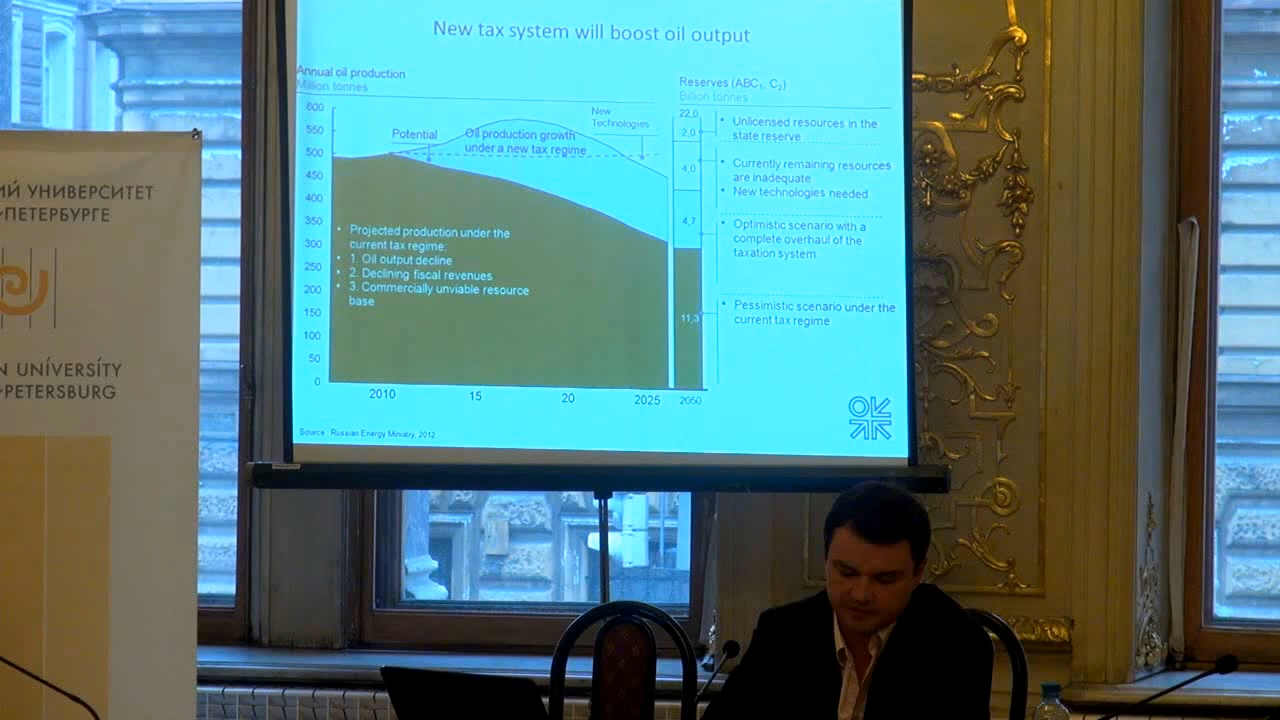 New tax system will boost oil output
Annual oil production
Million tonnes
600
550
500
450
400
350
300
250
200
150
100
50
0
Potential
Oil production growth
under a new tax regime
New
Technologies
• Projected production under the
current tax regime:
• 1. Oil output decline
• 2. Declining fiscal revenues
• 3. Commercially unviable resource
base
2010
15
20
2025
2050
Reserves (ABC₁, C₂)
Billion tonnes
22,0
2,0
4,0
4,7
11,3
• Unlicensed resources in the
state reserve
• Currently remaining resources
are inadequate
• New technologies needed
• Optimistic scenario with a
complete overhaul of the
taxation system
• Pessimistic scenario under the
current tax regime
Source: Russian Energy Ministry, 2012
ИЙ УНИВЕРСИТЕТ
-ПЕТЕРБУРГЕ
N UNÍVERSÍTY
PETERSBURG